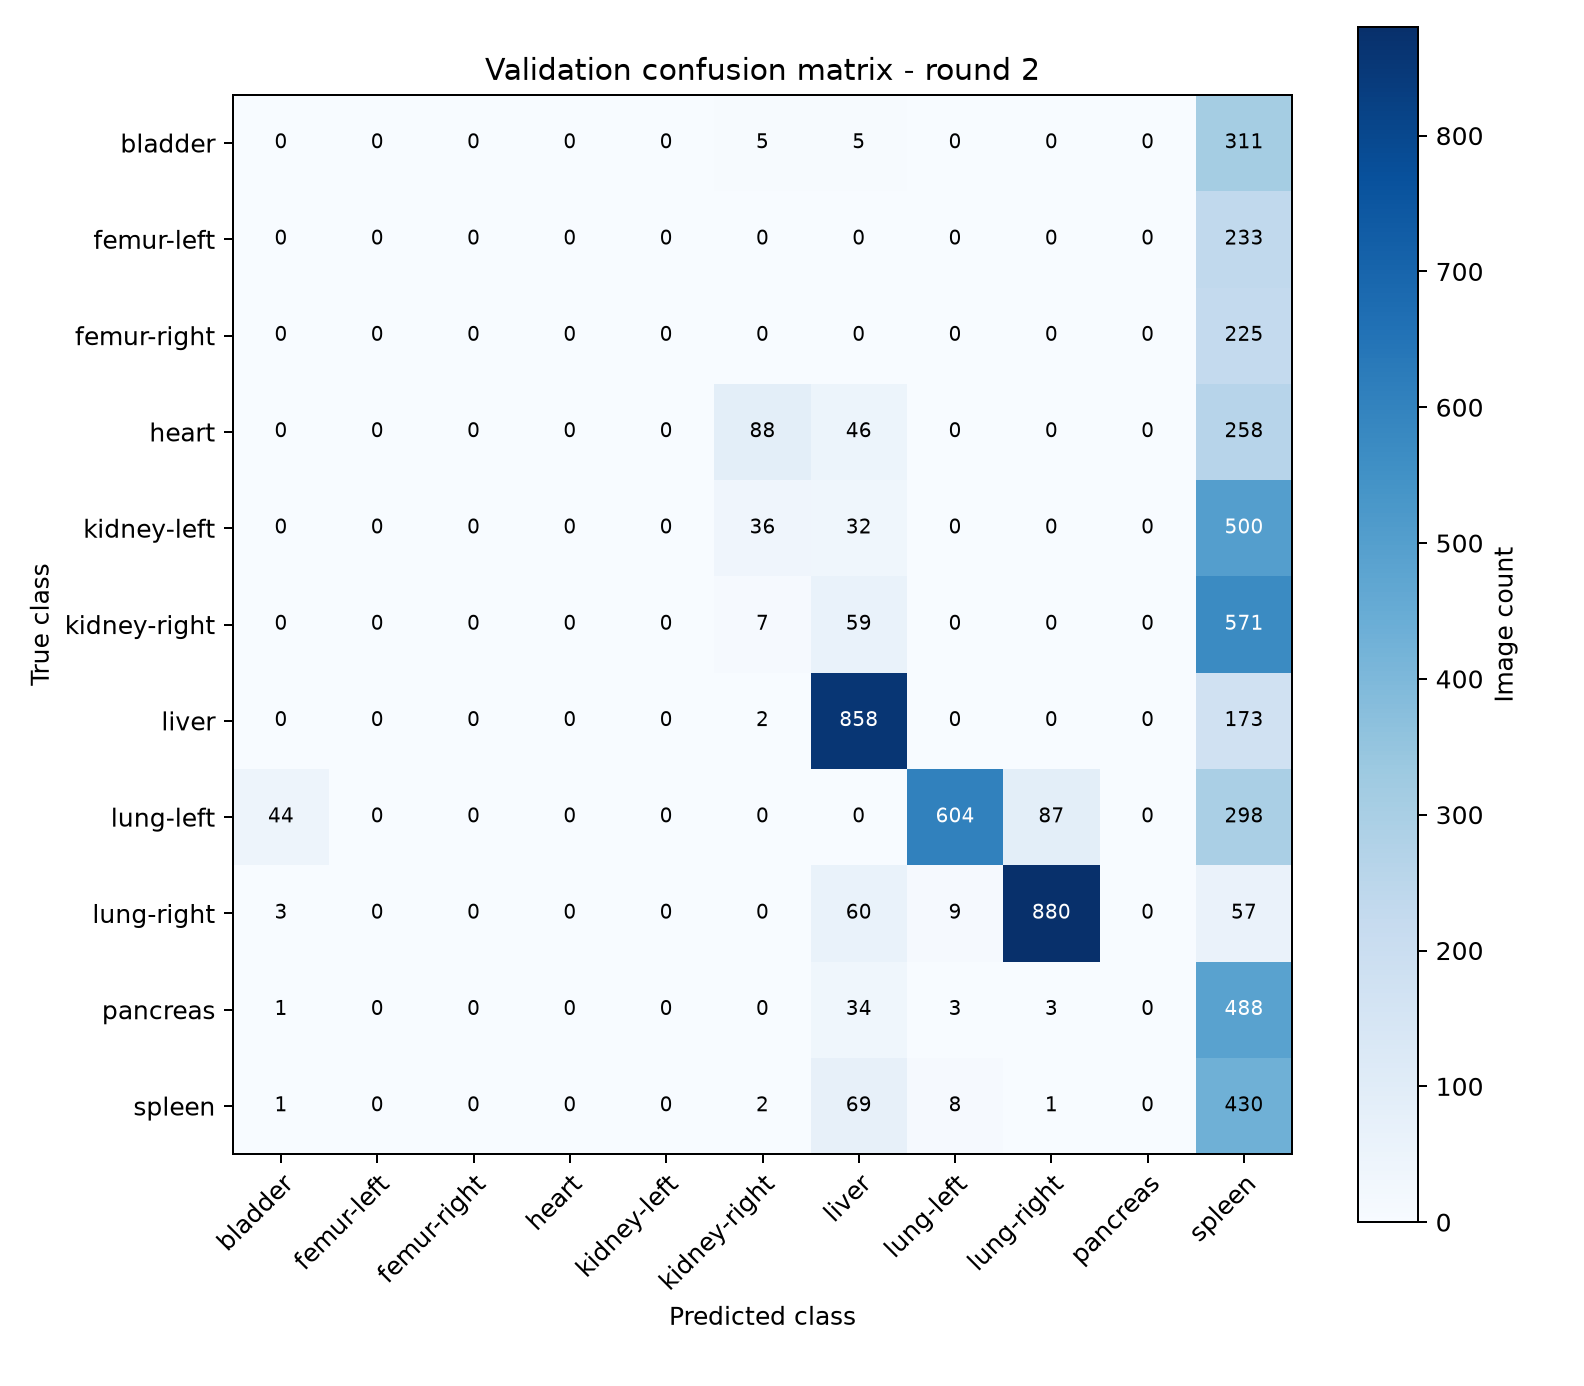 Validation confusion matrix - round 2
True class
bladder 0 0 0 0 0 5 5 0 0 0 311
femur-left 0 0 0 0 0 0 0 0 0 0 233
femur-right 0 0 0 0 0 0 0 0 0 0 225
heart 0 0 0 0 0 88 46 0 0 0 258
kidney-left 0 0 0 0 0 36 32 0 0 0 500
kidney-right 0 0 0 0 0 7 59 0 0 0 571
liver 0 0 0 0 0 2 858 0 0 0 173
lung-left 44 0 0 0 0 0 0 604 87 0 298
lung-right 3 0 0 0 0 0 60 9 880 0 57
pancreas 1 0 0 0 0 0 34 3 3 0 488
spleen 1 0 0 0 0 2 69 8 1 0 430
bladder femur-left femur-right heart kidney-left kidney-right liver lung-left lung-right pancreas spleen
Predicted class
800
700
600
500
400
300
200
100
0
Image count